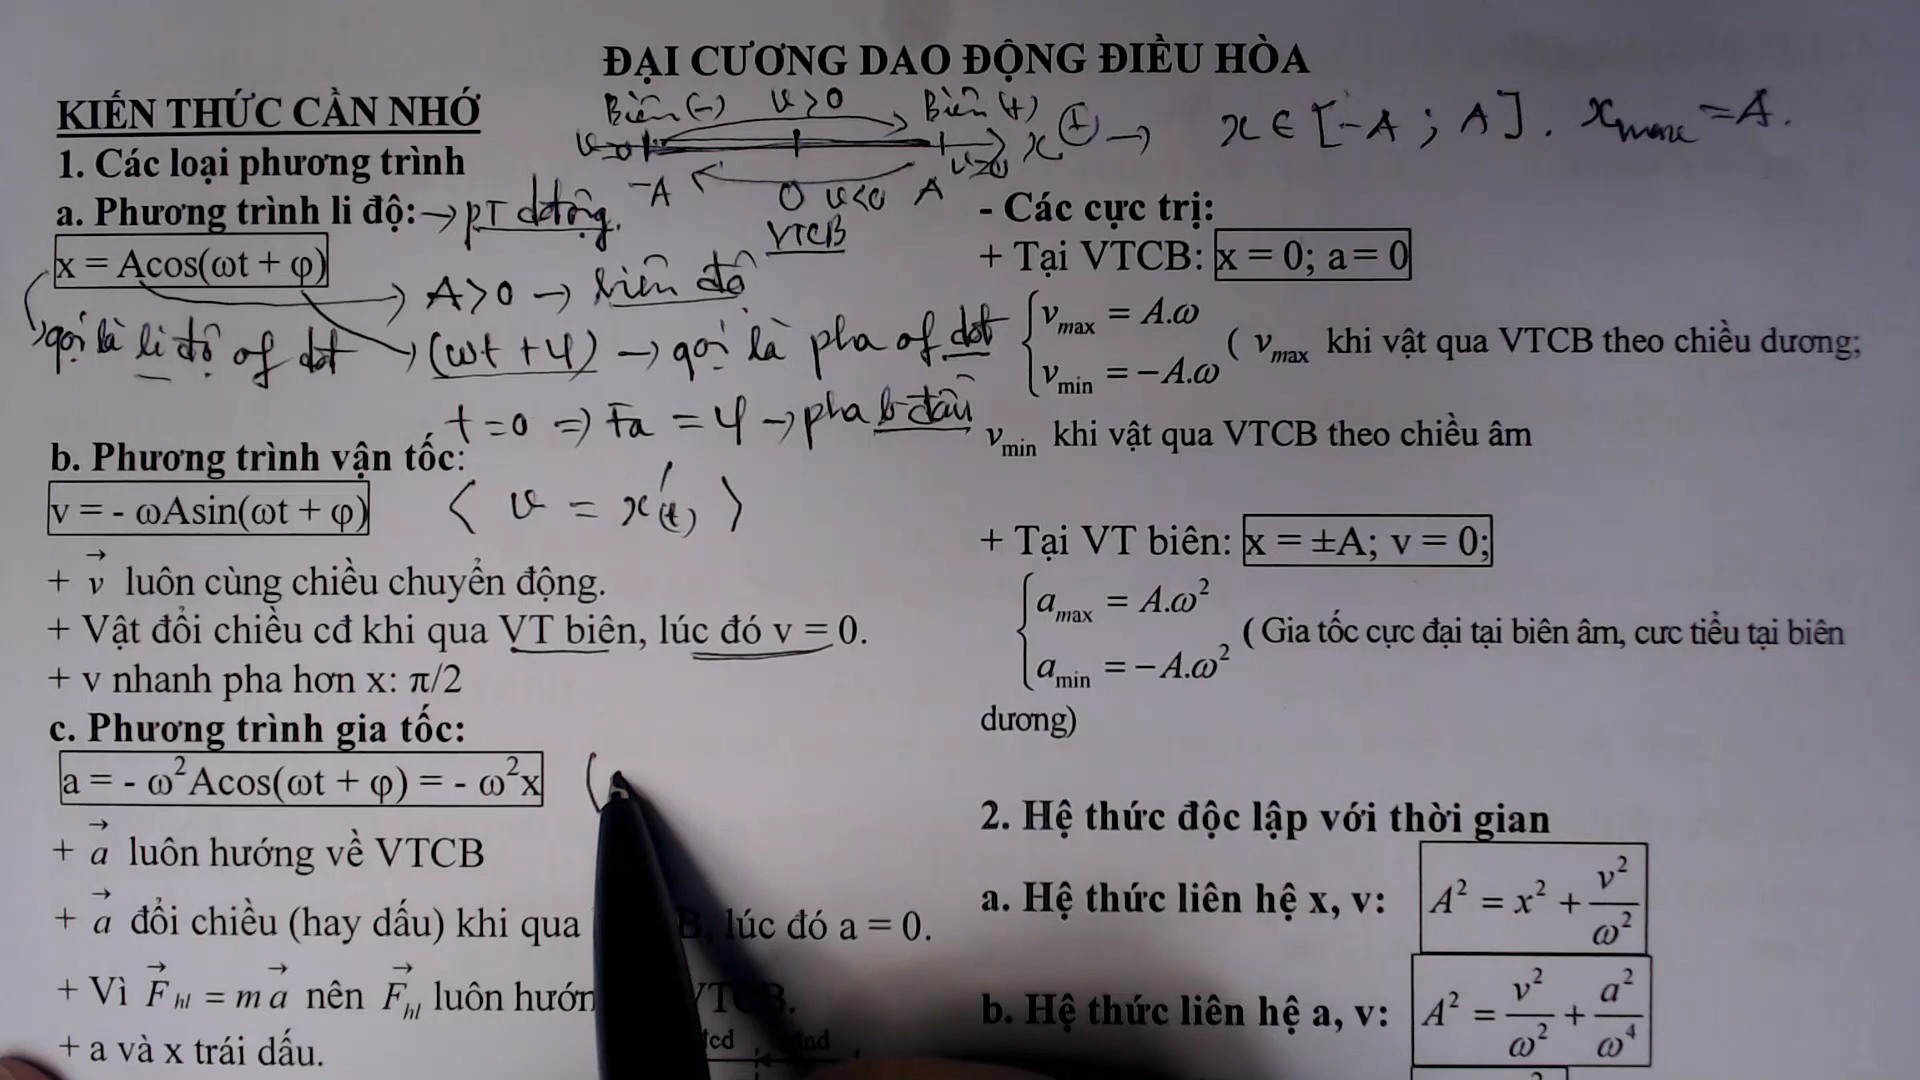 ĐẠI CƯƠNG DAO ĐỘNG ĐIỀU HÒA
KIẾN THỨC CẦN NHỚ
Biên (-) v>0 Biên (+)
v=0 x (+) → x ∈ [-A ; A]. xmax = A.
-A O v<0 A v=0
VTCB
1. Các loại phương trình
a. Phương trình li độ: → PT dđộng.
x = Acos(ωt + φ)
A>0 → biên độ
gọi là li độ of dđ
(ωt + φ) → gọi là pha of dđ
t=0 ⇒ = φ → pha b-đầu
b. Phương trình vận tốc:
v = - ωAsin(ωt + φ)
⟨ v = x'(t) ⟩
+ v⃗ luôn cùng chiều chuyển động.
+ Vật đổi chiều cđ khi qua VT biên, lúc đó v = 0.
+ v nhanh pha hơn x: π/2
c. Phương trình gia tốc:
a = - ω²Acos(ωt + φ) = - ω²x (
+ a⃗ luôn hướng về VTCB
+ a⃗ đổi chiều (hay dấu) khi qua B, lúc đó a = 0.
+ Vì F⃗hl = ma⃗ nên F⃗hl luôn hướn VTCB.
+ a và x trái dấu.
- Các cực trị:
+ Tại VTCB: x = 0; a = 0
vmax = A.ω
vmin = -A.ω
( vmax khi vật qua VTCB theo chiều dương;
vmin khi vật qua VTCB theo chiều âm
+ Tại VT biên: x = ±A; v = 0;
amax = A.ω²
amin = -A.ω²
( Gia tốc cực đại tại biên âm, cưc tiểu tại biên
dương)
2. Hệ thức độc lập với thời gian
a. Hệ thức liên hệ x, v: A² = x² + v²/ω²
b. Hệ thức liên hệ a, v: A² = v²/ω² + a²/ω⁴